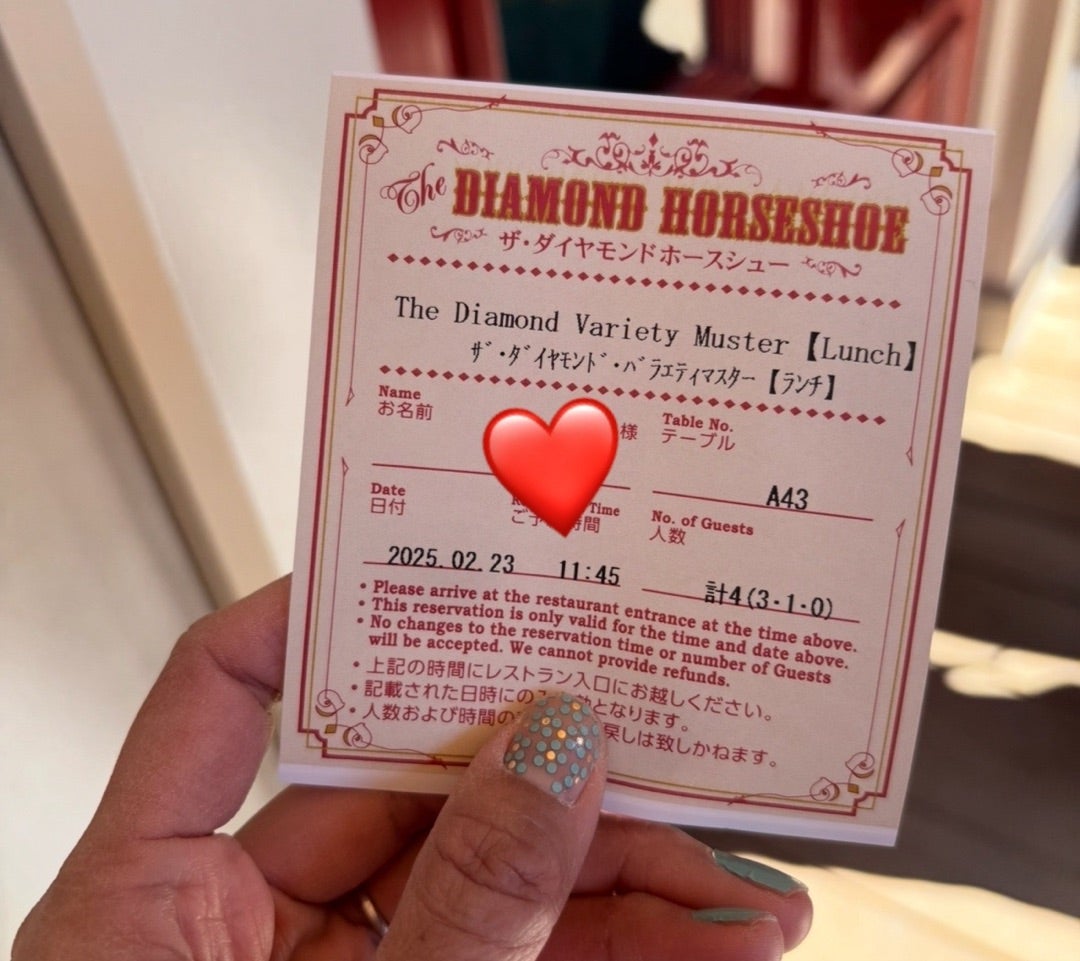 The DIAMOND HORSESHOE
ザ・ダイヤモンドホースシュー
The Diamond Variety Muster【Lunch】
ザ・ダイヤモンド・バラエティマスター【ランチ】
Name
お名前
様
Table No.
テーブル
A43
Date
日付
Time
時間
2025.02.23 11:45
No. of Guests
人数
計4(3・1・0)
• Please arrive at the restaurant entrance at the time above.
• This reservation is only valid for the time and date above.
• No changes to the reservation time or number of Guests
will be accepted. We cannot provide refunds.
• 上記の時間にレストラン入口にお越しください。
• 記載された日時にの となります。
• 人数および時間の 戻しは致しかねます。